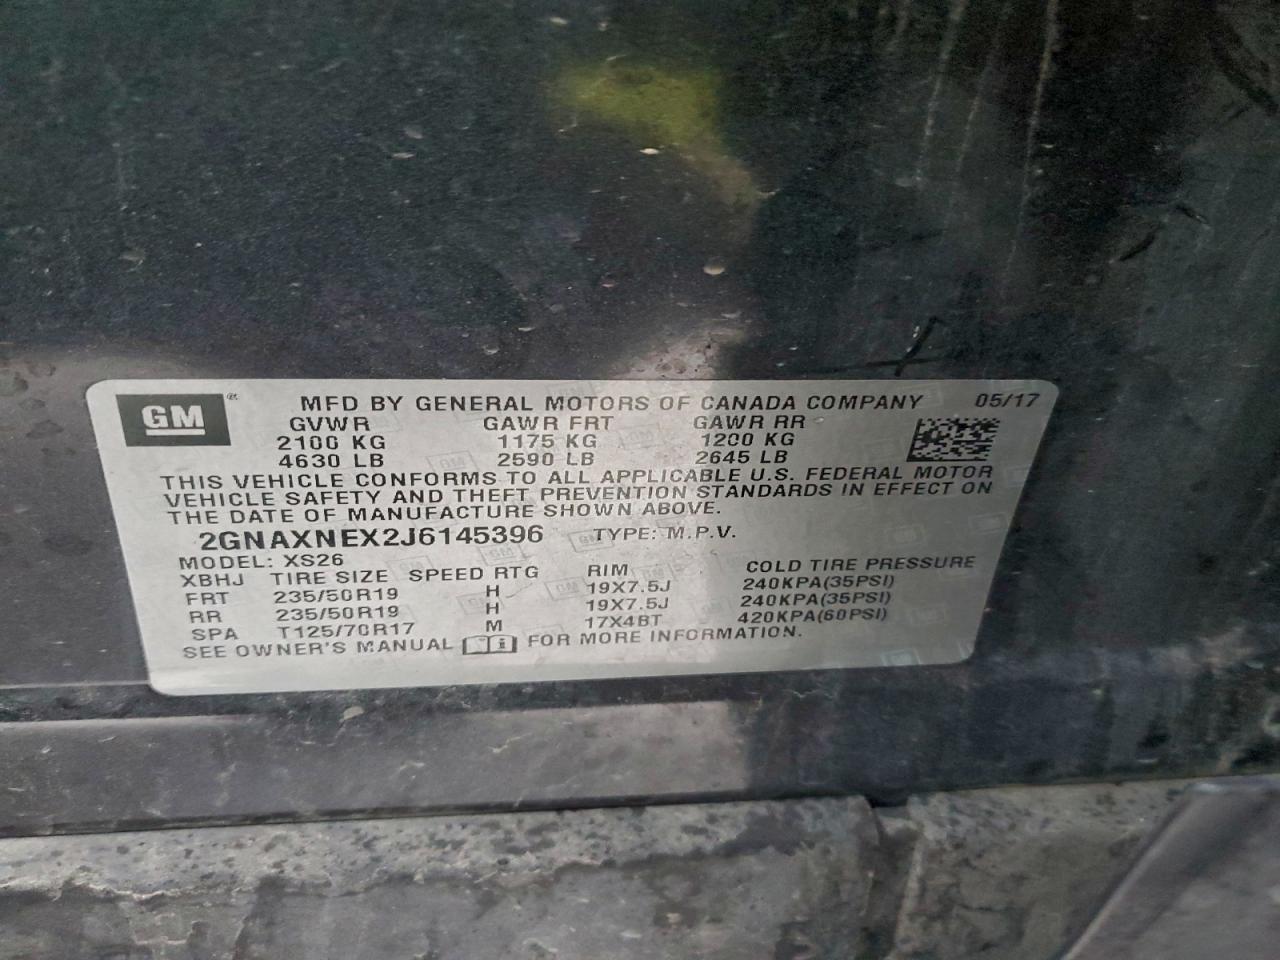 GM ® MFD BY GENERAL MOTORS OF CANADA COMPANY 05/17
GVWR GAWR FRT GAWR RR
2100 KG 1175 KG 1200 KG
4630 LB 2590 LB 2645 LB
THIS VEHICLE CONFORMS TO ALL APPLICABLE U.S. FEDERAL MOTOR
VEHICLE SAFETY AND THEFT PREVENTION STANDARDS IN EFFECT ON
THE DATE OF MANUFACTURE SHOWN ABOVE.
2GNAXNEX2J6145396 TYPE: M.P.V.
MODEL: XS26
XBHJ TIRE SIZE SPEED RTG RIM COLD TIRE PRESSURE
FRT 235/50R19 H 19X7.5J 240KPA(35PSI)
RR 235/50R19 H 19X7.5J 240KPA(35PSI)
SPA T125/70R17 M 17X4BT 420KPA(60PSI)
SEE OWNER'S MANUAL i FOR MORE INFORMATION.